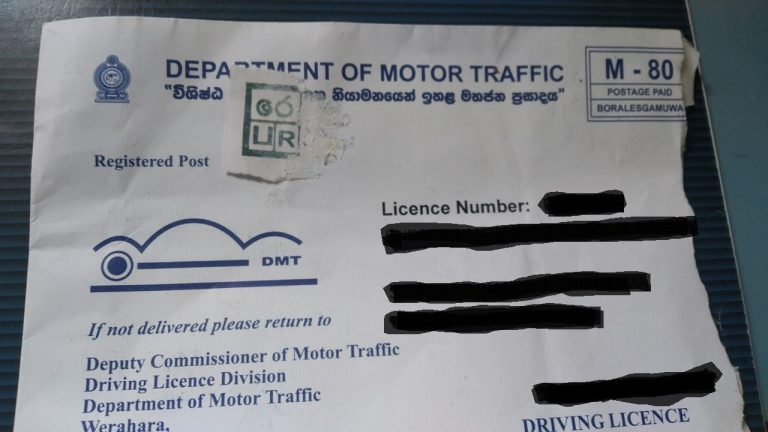 DEPARTMENT OF MOTOR TRAFFIC
"විශිෂ්ඨ නියාමනයෙන් ඉහළ මහජන ප්‍රසාදය"
M - 80
POSTAGE PAID
BORALESGAMUWA
රෙ
LR
Registered Post
Licence Number:
DMT
If not delivered please return to
Deputy Commissioner of Motor Traffic
Driving Licence Division
Department of Motor Traffic
Werahara,
DRIVING LICENCE